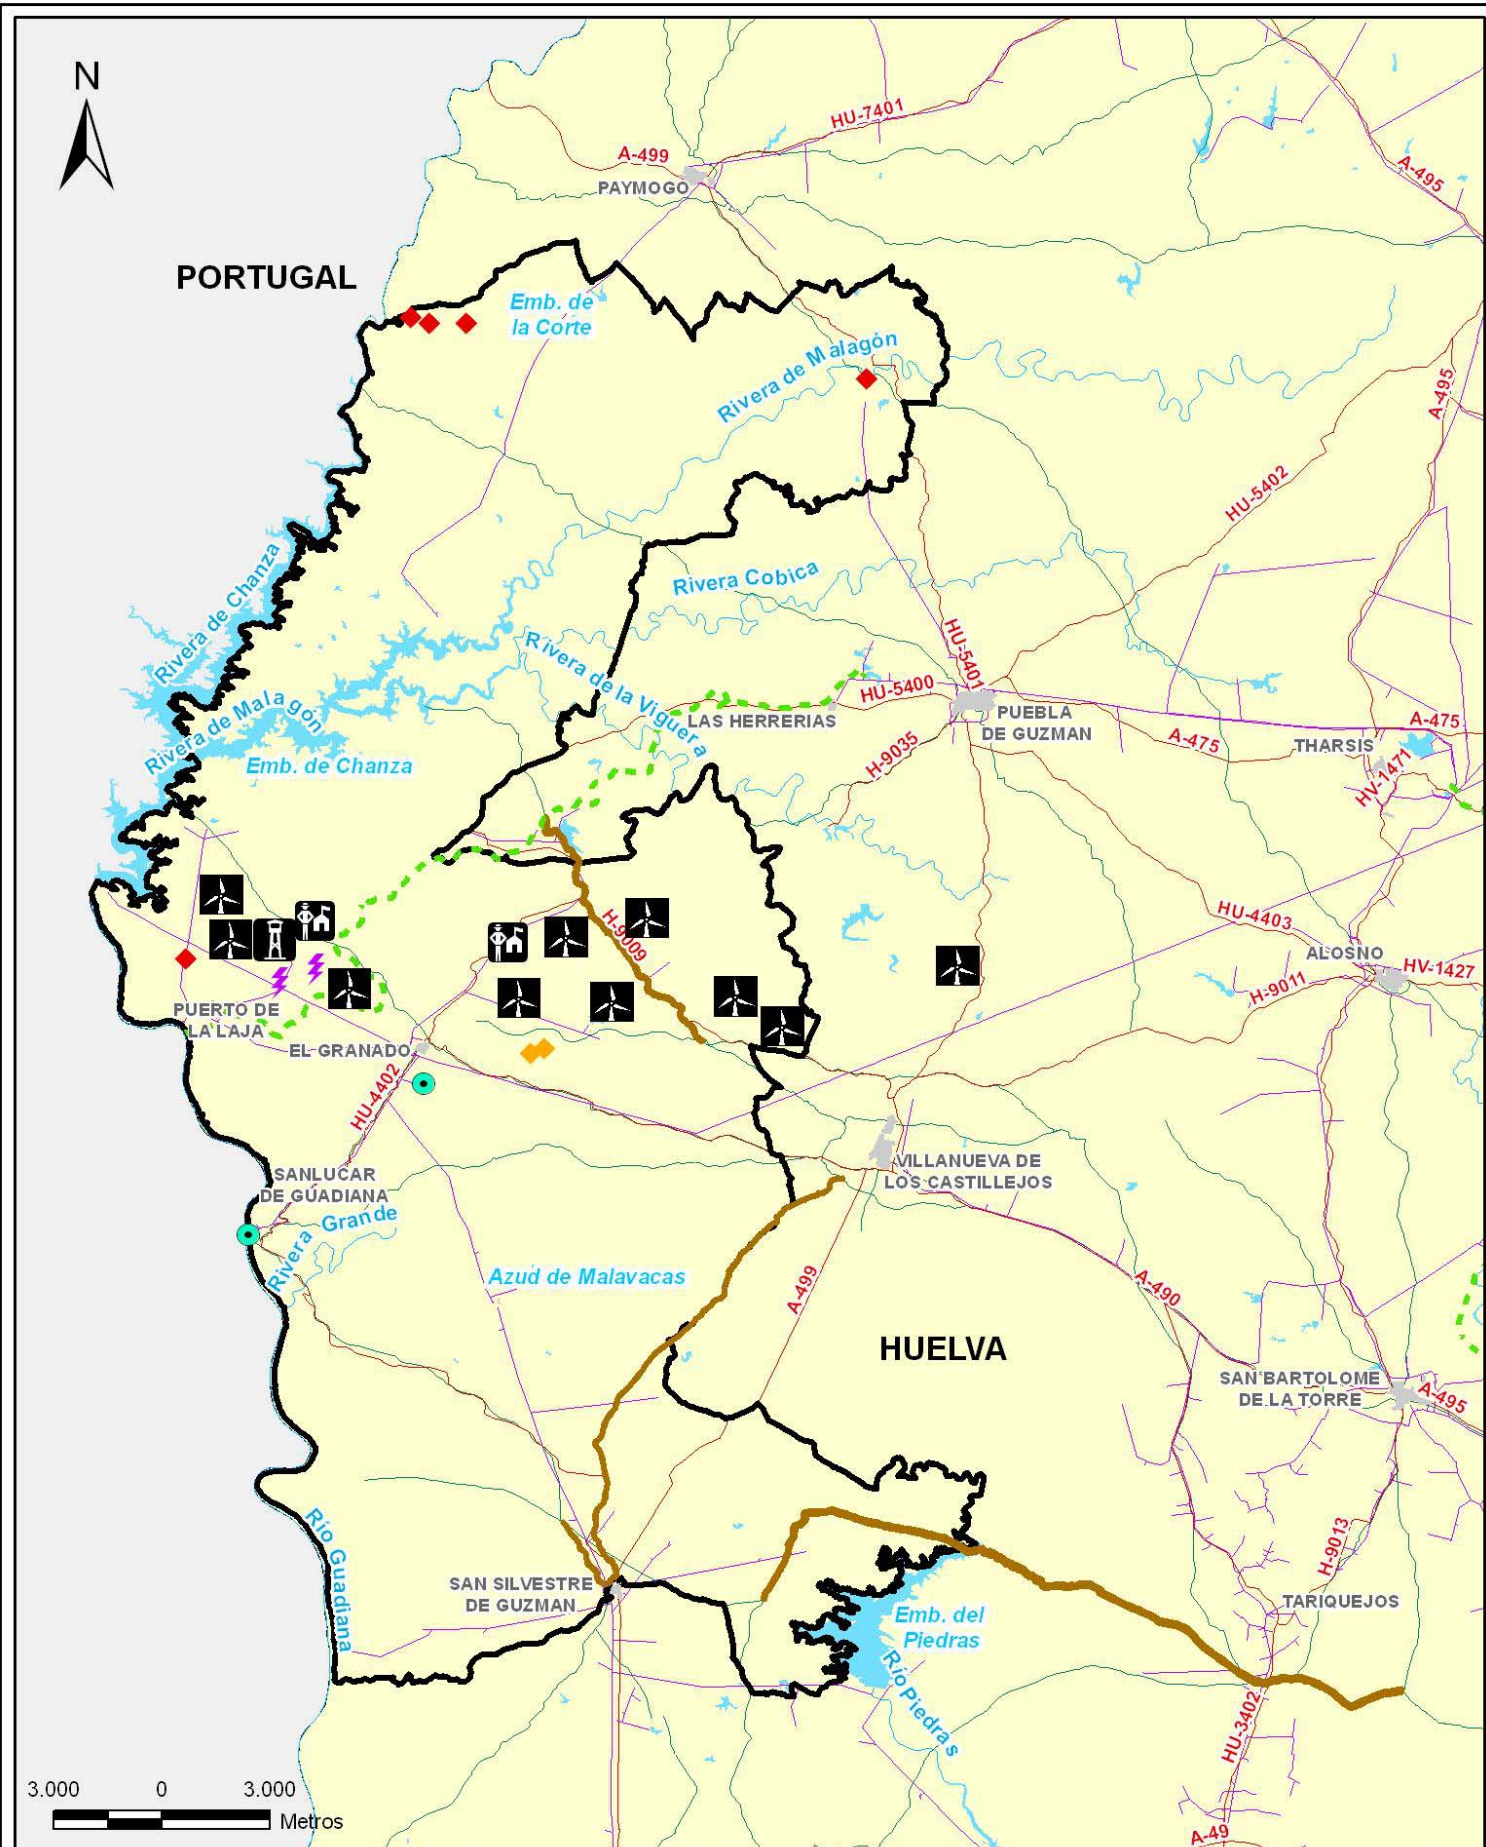 N
HU-7401
A-499
PAYMOGO
A-495
PORTUGAL
Emb. de
la Corte
Rivera de Malagón
A-495
HU-5402
Rivera de Chanza
Rivera Cobica
HU-5401
Rivera de la Viguera
HU-5400
LAS HERRERIAS
PUEBLA
DE GUZMAN
A-475
A-475
THARSIS
HV-1471
H-9035
Rivera de Malagón
Emb. de Chanza
H-9009
HU-4403
ALOSNO
HV-1427
H-9011
PUERTO DE
LA LAJA
EL GRANADO
HU-4402
VILLANUEVA DE
LOS CASTILLEJOS
SANLUCAR
DE GUADIANA
Rivera Grande
Azud de Malavacas
A-499
A-490
HUELVA
SAN BARTOLOME
DE LA TORRE
A-495
Río Guadiana
H-9013
SAN SILVESTRE
DE GUZMAN
Emb. del
Piedras
TARIQUEJOS
Río Piedras
HU-3402
3.000 0 3.000
Metros
A-49